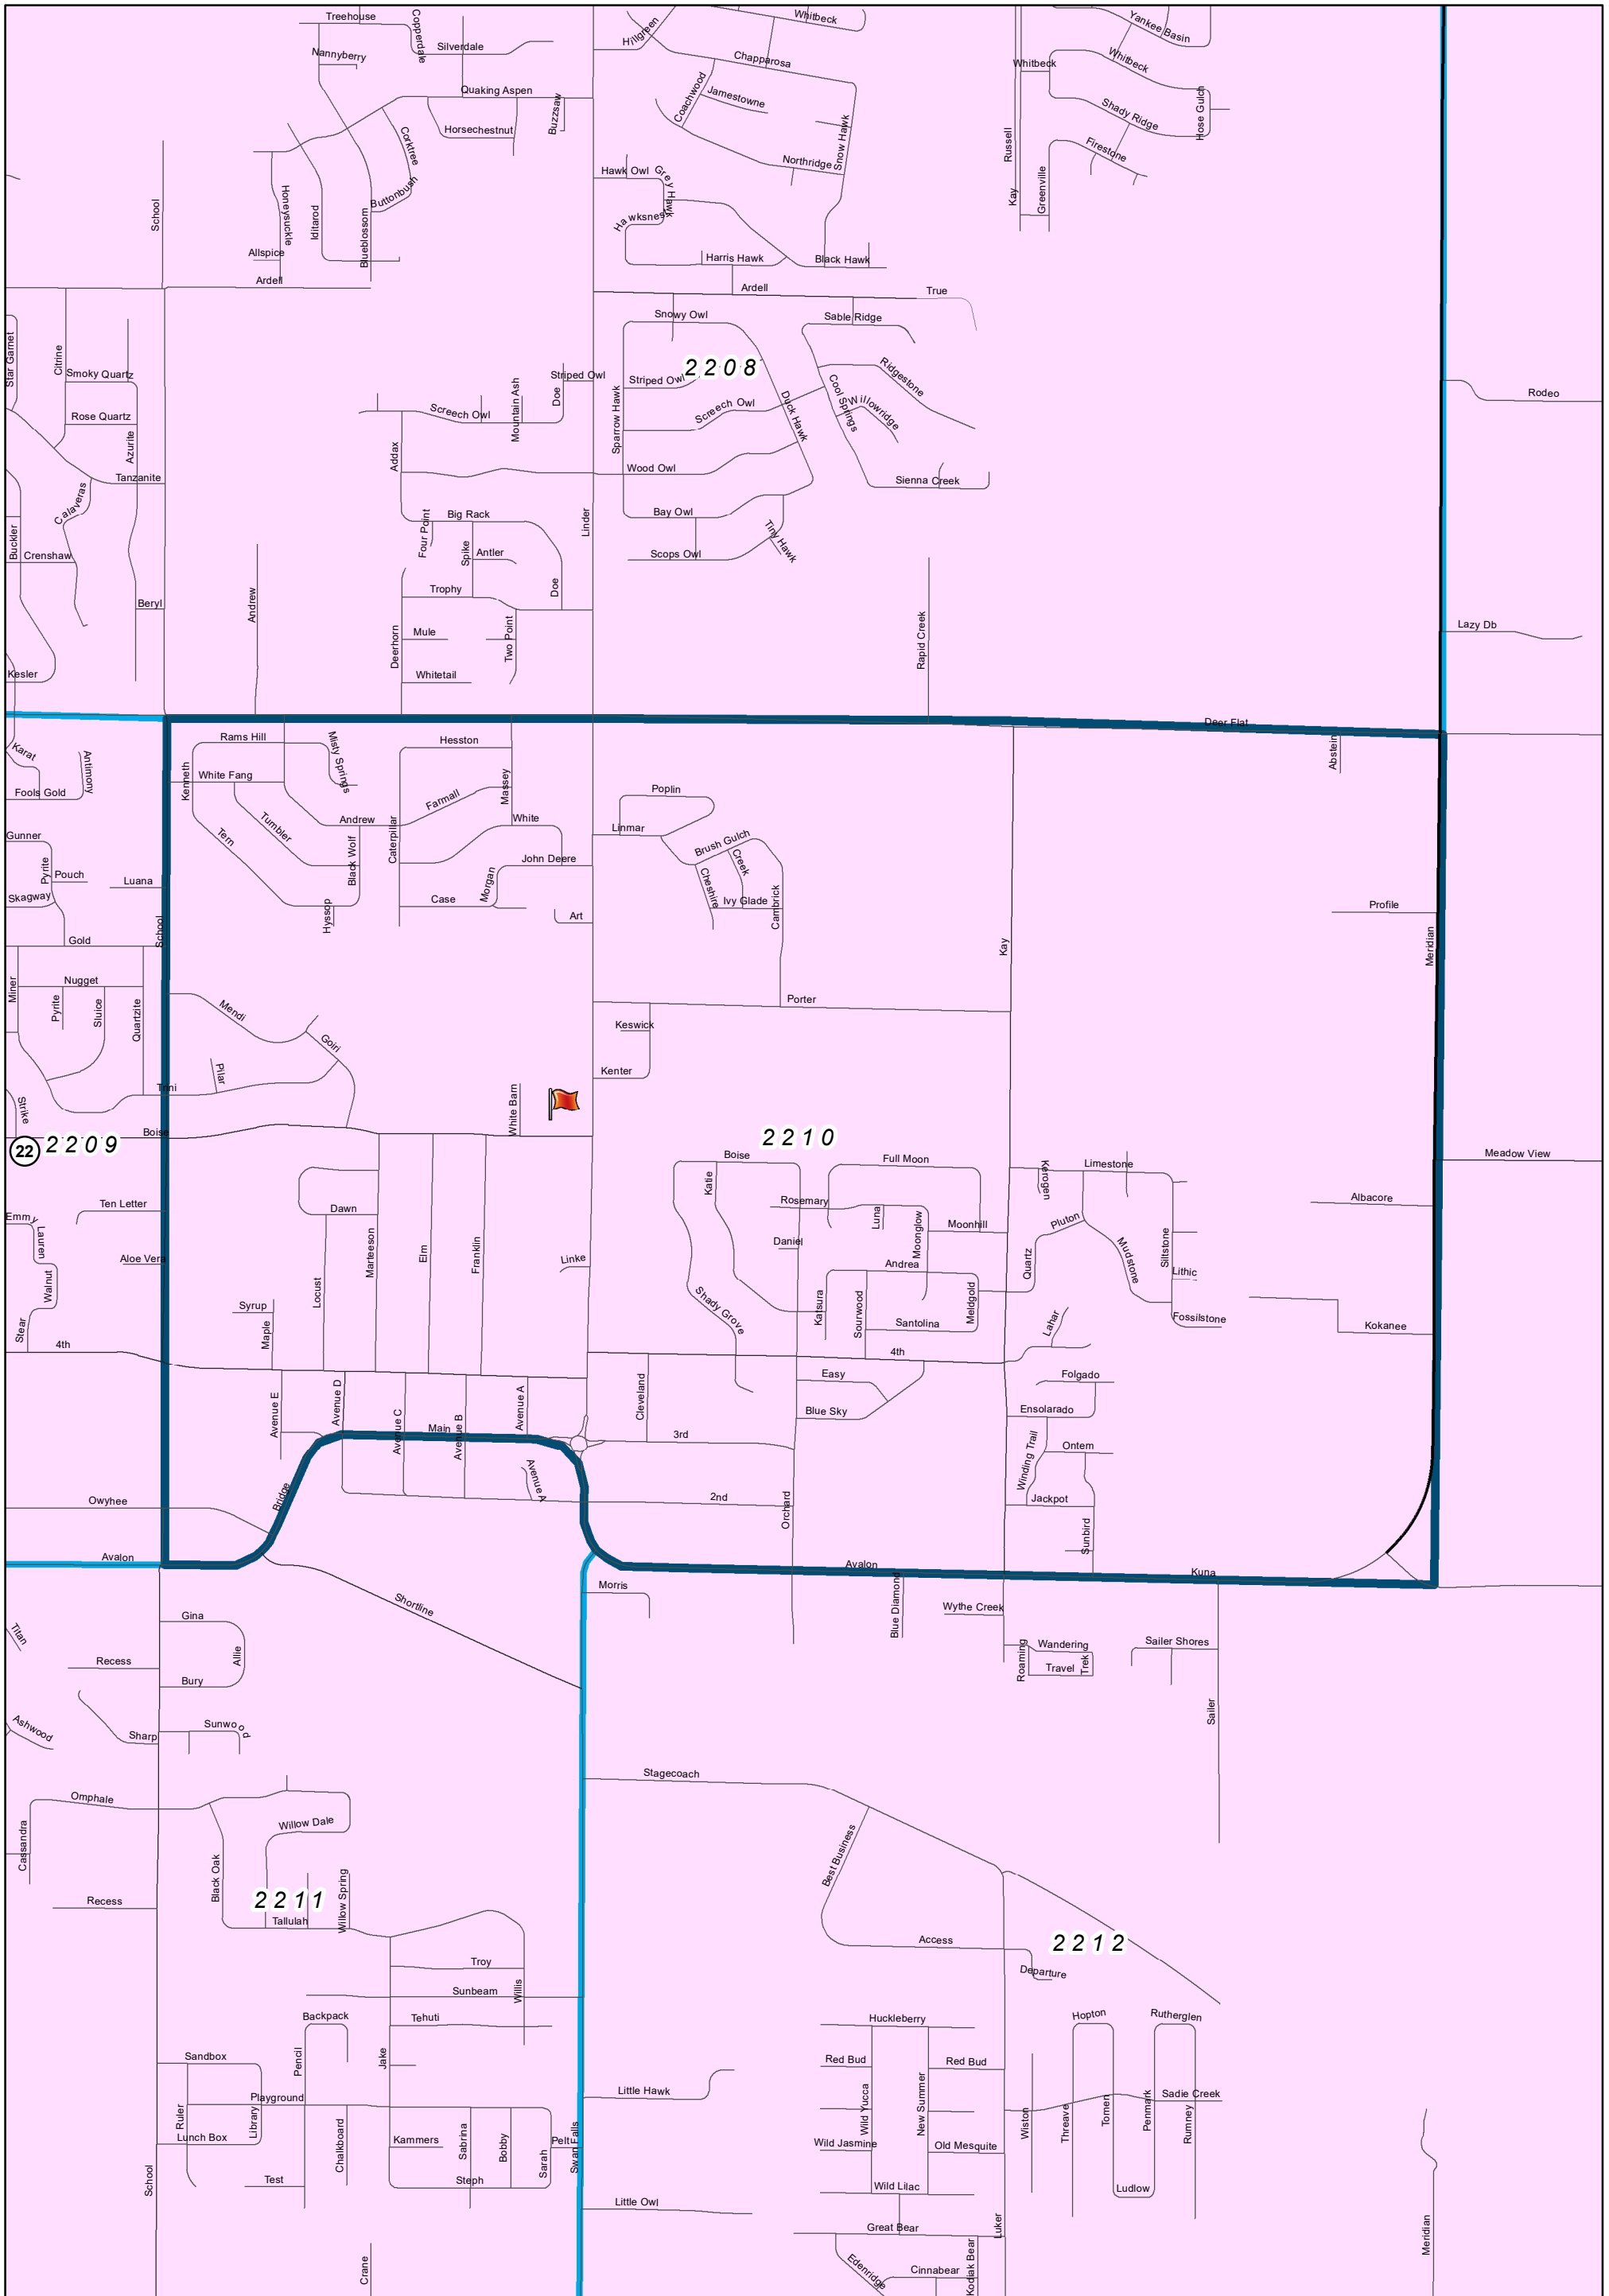 Treehouse
Copperdale
Whitbeck
Yankee Basin
Hillgreen
Silverdale
Nannyberry
Chapparosa
Whitbeck
Whitbeck
Quaking Aspen
Coachwood
Jamestowne
Buzzsaw
Horsechestnut
Corktree
Snow Hawk
Shady Ridge
Hose Gulch
Russell
Firestone
Northridge
Hawk Owl
Grey Hawk
Kay
Greenville
School
Honeysuckle
Iditarod
Buttonbush
Blueblossom
Hawksnest
Allspice
Harris Hawk
Black Hawk
Ardell
Ardell
True
Snowy Owl
Sable Ridge
Star Garnet
Citrine
2208
Smoky Quartz
Striped Owl
Striped Owl
Ridgestone
Rodeo
Doe
Mountain Ash
Cool Springs
Willowridge
Rose Quartz
Screech Owl
Screech Owl
Sparrow Hawk
Duck Hawk
Azurite
Addax
Wood Owl
Tanzanite
Sienna Creek
Calaveras
Big Rack
Bay Owl
Four Point
Linder
Tiny Hawk
Buckler
Crenshaw
Spike
Antler
Scops Owl
Doe
Trophy
Beryl
Andrew
Rapid Creek
Lazy Db
Mule
Two Point
Deerhorn
Kesler
Whitetail
Deer Flat
Karat
Antimony
Rams Hill
Misty Springs
Hesston
Abstein
Kenneth
White Fang
Massey
Fools Gold
Farmall
Poplin
Tumbler
Andrew
White
Linmar
Gunner
Tern
Caterpillar
Brush Gulch
Black Wolf
John Deere
Creek
Pyrite
Pouch
Luana
Cheshire
Skagway
Case
Morgan
Ivy Glade
Cambrick
Profile
Hyssop
Art
School
Gold
Kay
Meridian
Nugget
Miner
Pyrite
Sluice
Quartzite
Mendi
Porter
Keswick
Goiri
Pilar
Kenter
Trini
Strike
White Barn
Boise
22
2209
2210
Boise
Full Moon
Limestone
Meadow View
Katie
Kerogen
Rosemary
Albacore
Ten Letter
Emmy
Dawn
Luna
Moonhill
Pluton
Lauren
Marteeson
Elm
Franklin
Daniel
Moonglow
Mudstone
Siltstone
Aloe Vera
Linke
Andrea
Quartz
Lithic
Walnut
Locust
Shady Grove
Katsura
Sourwood
Meldgold
Syrup
Maple
Santolina
Lahar
Fossilstone
Kokanee
Stear
4th
4th
Easy
Folgado
Avenue E
Avenue D
Avenue C
Avenue B
Avenue A
Cleveland
Blue Sky
Ensolarado
Main
3rd
Winding Trail
Ontem
Avenue A
Bridge
Owyhee
2nd
Orchard
Jackpot
Sunbird
Avalon
Avalon
Kuna
Morris
Blue Diamond
Shortline
Wythe Creek
Gina
Titan
Allie
Roaming
Wandering
Sailer Shores
Recess
Travel
Trek
Bury
Sailer
Ashwood
Sharp
Sunwood
Stagecoach
Omphale
Willow Dale
Cassandra
Best Business
Black Oak
Willow Spring
Recess
2211
Tallulah
Access
2212
Troy
Departure
Sunbeam
Willis
Backpack
Tehuti
Huckleberry
Hopton
Rutherglen
Sandbox
Pencil
Jake
Red Bud
Red Bud
Little Hawk
Playground
Wild Yucca
New Summer
Sadie Creek
Ruler
Library
Wiston
Threave
Tomen
Penmark
Rumney
Lunch Box
Chalkboard
Kammers
Sabrina
Bobby
Sarah
Peltu
Swan Falls
Wild Jasmine
Old Mesquite
School
Test
Steph
Wild Lilac
Ludlow
Little Owl
Great Bear
Luker
Meridian
Crane
Edenridge
Cinnabear
Kodiak Bear